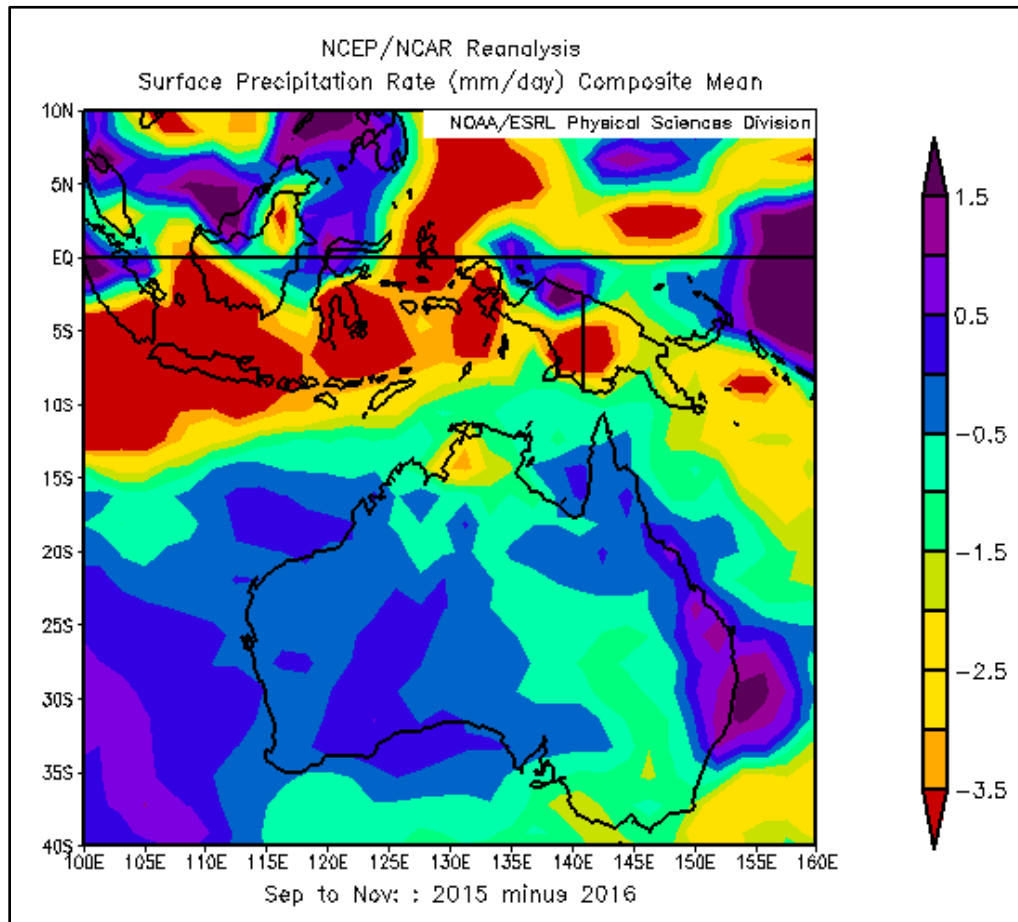 NCEP/NCAR Reanalysis
Surface Precipitation Rate (mm/day) Composite Mean
NOAA/ESRL Physical Sciences Division
10N
5N
EQ
5S
10S
15S
20S
25S
30S
35S
40S
100E 105E 110E 115E 120E 125E 130E 135E 140E 145E 150E 155E 160E
Sep to Nov: : 2015 minus 2016
1.5
0.5
-0.5
-1.5
-2.5
-3.5